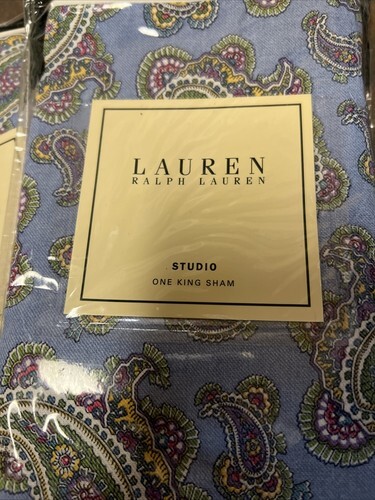 LAUREN
RALPH LAUREN
STUDIO
ONE KING SHAM